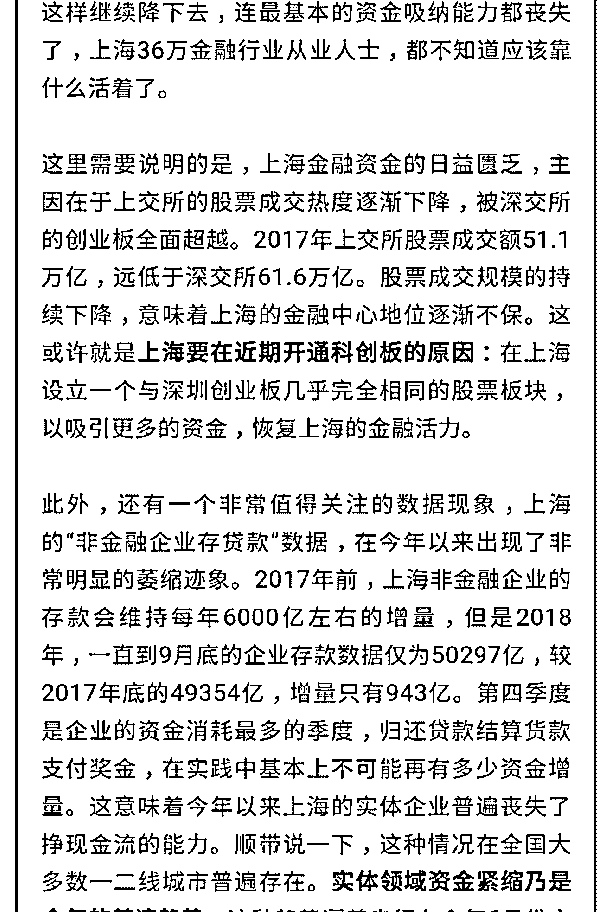 这样继续降下去，连最基本的资金吸纳能力都丧失
了，上海36万金融行业从业人士，都不知道应该靠
什么活着了。
这里需要说明的是，上海金融资金的日益匮乏，主
因在于上交所的股票成交热度逐渐下降，被深交所
的创业板全面超越。2017年上交所股票成交额51.1
万亿，远低于深交所61.6万亿。股票成交规模的持
续下降，意味着上海的金融中心地位逐渐不保。这
或许就是上海要在近期开通科创板的原因：在上海
设立一个与深圳创业板几乎完全相同的股票板块，
以吸引更多的资金，恢复上海的金融活力。
此外，还有一个非常值得关注的数据现象，上海
的“非金融企业存贷款”数据，在今年以来出现了非
常明显的萎缩迹象。2017年前，上海非金融企业的
存款会维持每年6000亿左右的增量，但是2018
年，一直到9月底的企业存款数据仅为50297亿，较
2017年底的49354亿，增量只有943亿。第四季度
是企业的资金消耗最多的季度，归还贷款结算货款
支付奖金，在实践中基本上不可能再有多少资金增
量。这意味着今年以来上海的实体企业普遍丧失了
挣现金流的能力。顺带说一下，这种情况在全国大
多数一二线城市普遍存在。实体领域资金紧缩乃是